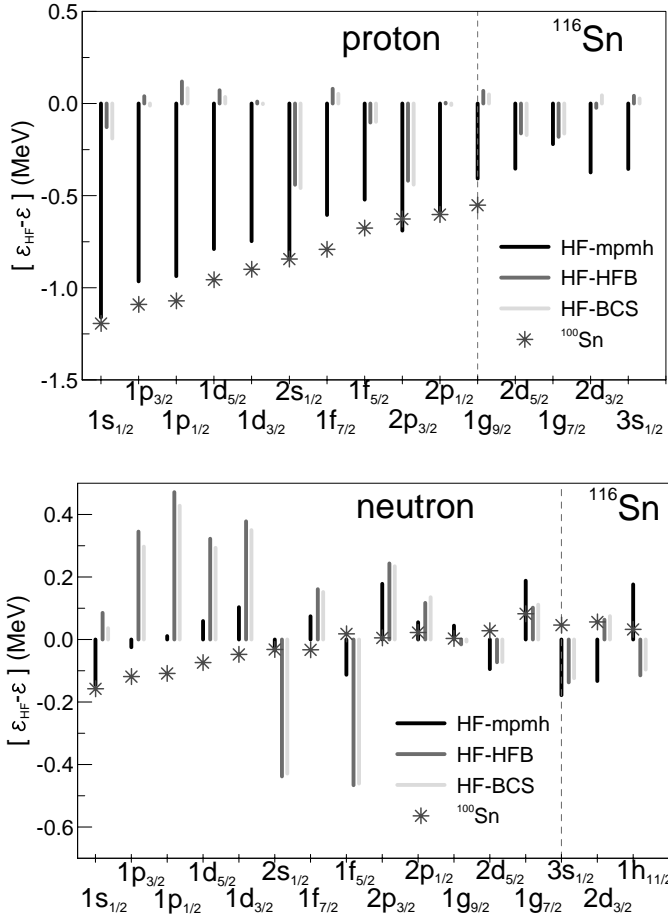 proton
¹¹⁶Sn
[ ε_HF-ε ] (MeV)
0.5
0.0
-0.5
-1.0
-1.5
HF-mpmh
HF-HFB
HF-BCS
¹⁰⁰Sn
1p3/2 1d5/2 2s1/2 1f5/2 2p1/2 2d5/2 2d3/2
1s1/2 1p1/2 1d3/2 1f7/2 2p3/2 1g9/2 1g7/2 3s1/2
neutron
¹¹⁶Sn
[ ε_HF-ε ] (MeV)
0.4
0.2
0.0
-0.2
-0.4
-0.6
HF-mpmh
HF-HFB
HF-BCS
¹⁰⁰Sn
1p3/2 1d5/2 2s1/2 1f5/2 2p1/2 2d5/2 3s1/2 1h11/2
1s1/2 1p1/2 1d3/2 1f7/2 2p3/2 1g9/2 1g7/2 2d3/2